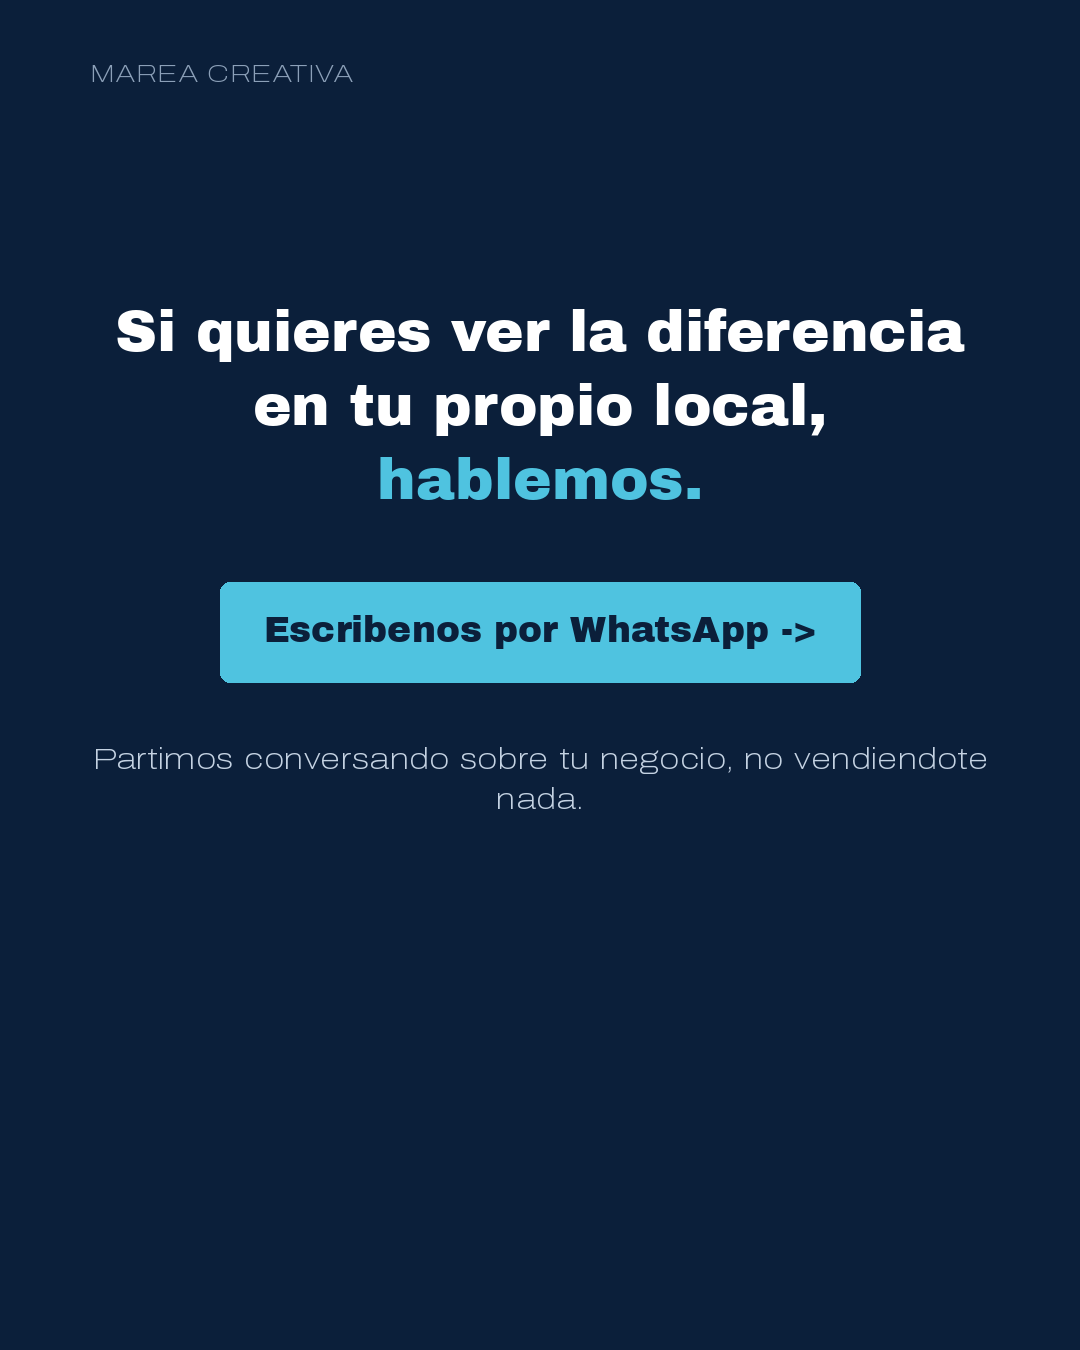 MAREA CREATIVA
Si quieres ver la diferencia
en tu propio local,
hablemos.
Escribenos por WhatsApp ->
Partimos conversando sobre tu negocio, no vendiendote
nada.